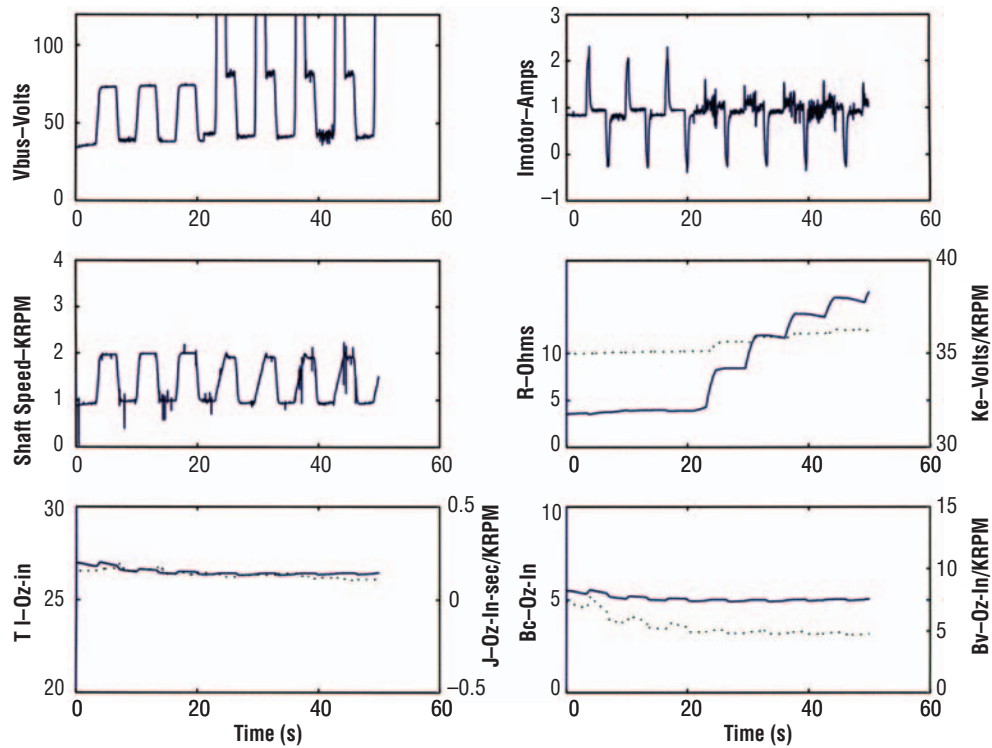 Vbus–Volts
100
50
0
0 20 40 60
Imotor–Amps
3
2
1
0
–1
0 20 40 60
Shaft Speed–KRPM
4
3
2
1
0
0 20 40 60
R–Ohms
10
5
0
0 20 40 60
40
35
30
Ke–Volts/KRPM
T l–Oz-in
30
25
20
0 20 40 60
Time (s)
0.5
0
–0.5
J–Oz-In-sec/KRPM
Bc–Oz-In
10
5
0
0 20 40 60
Time (s)
15
10
5
0
Bv–Oz-In/KRPM